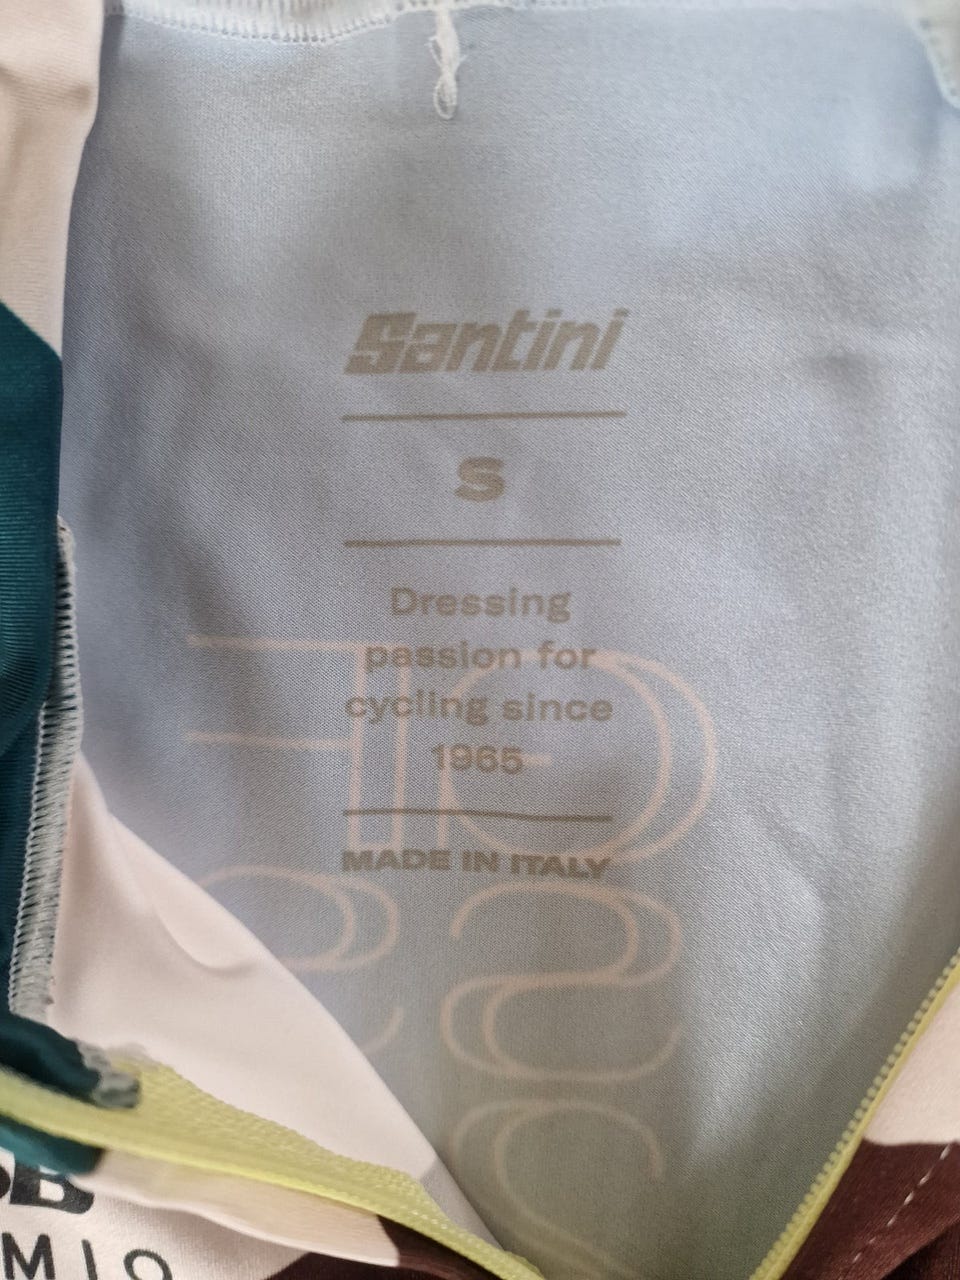 Santini
S
Dressing
passion for
cycling since
1965
MADE IN ITALY